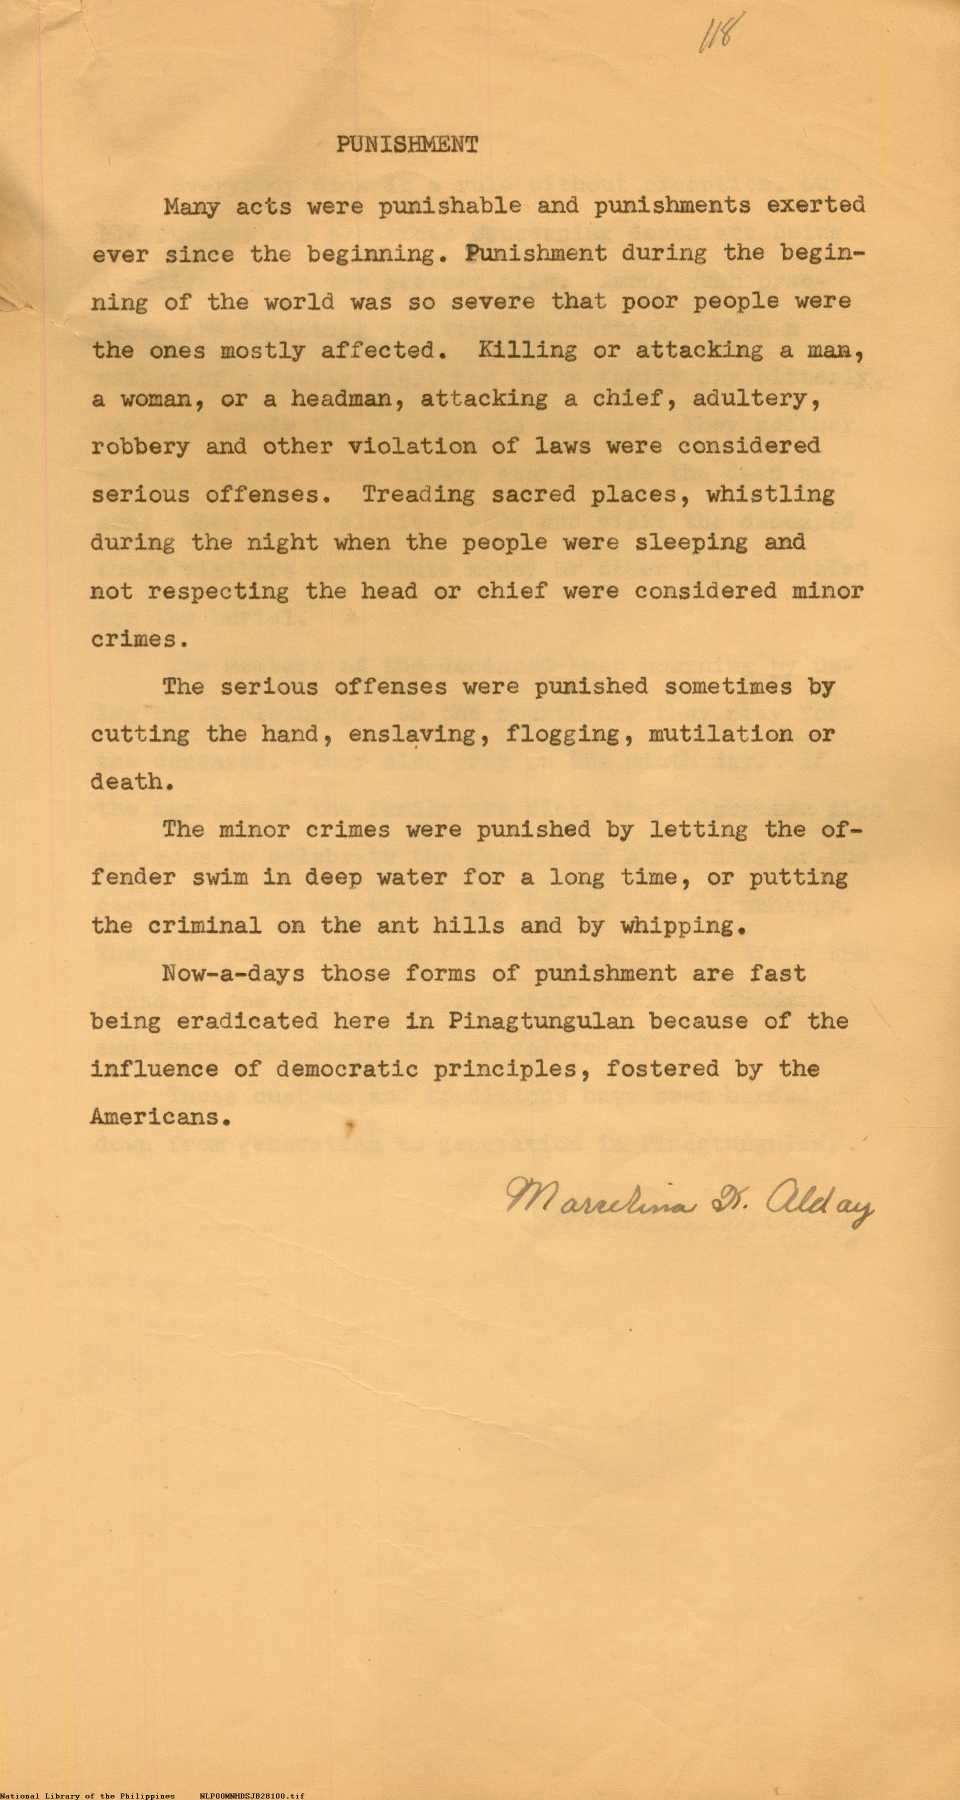 118
PUNISHMENT
Many acts were punishable and punishments exerted
ever since the beginning. Punishment during the begin-
ning of the world was so severe that poor people were
the ones mostly affected. Killing or attacking a man,
a woman, or a headman, attacking a chief, adultery,
robbery and other violation of laws were considered
serious offenses. Treading sacred places, whistling
during the night when the people were sleeping and
not respecting the head or chief were considered minor
crimes.
The serious offenses were punished sometimes by
cutting the hand, enslaving, flogging, mutilation or
death.
The minor crimes were punished by letting the of-
fender swim in deep water for a long time, or putting
the criminal on the ant hills and by whipping.
Now-a-days those forms of punishment are fast
being eradicated here in Pinagtungulan because of the
influence of democratic principles, fostered by the
Americans.
Marcelina K. Alday
National Library of the Philippines NLPOOMNHDSJB28100.tif